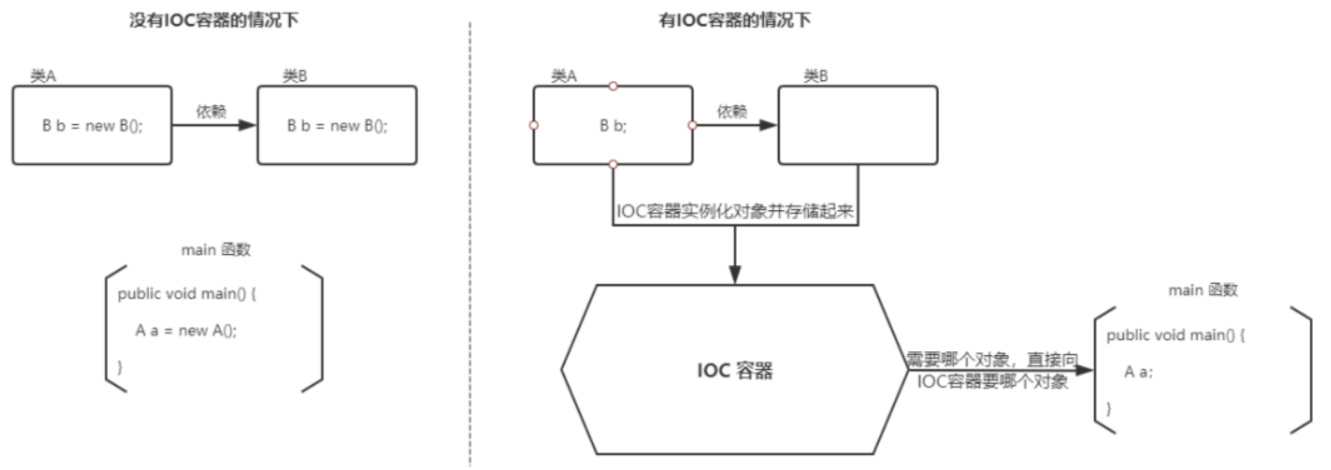 没有IOC容器的情况下
类A
B b = new B();
依赖
类B
B b = new B();
main 函数
public void main() {
A a = new A();
}
有IOC容器的情况下
类A
B b;
依赖
类B
IOC容器实例化对象并存储起来
IOC 容器
需要哪个对象，直接向
IOC容器要哪个对象
main 函数
public void main() {
A a;
}